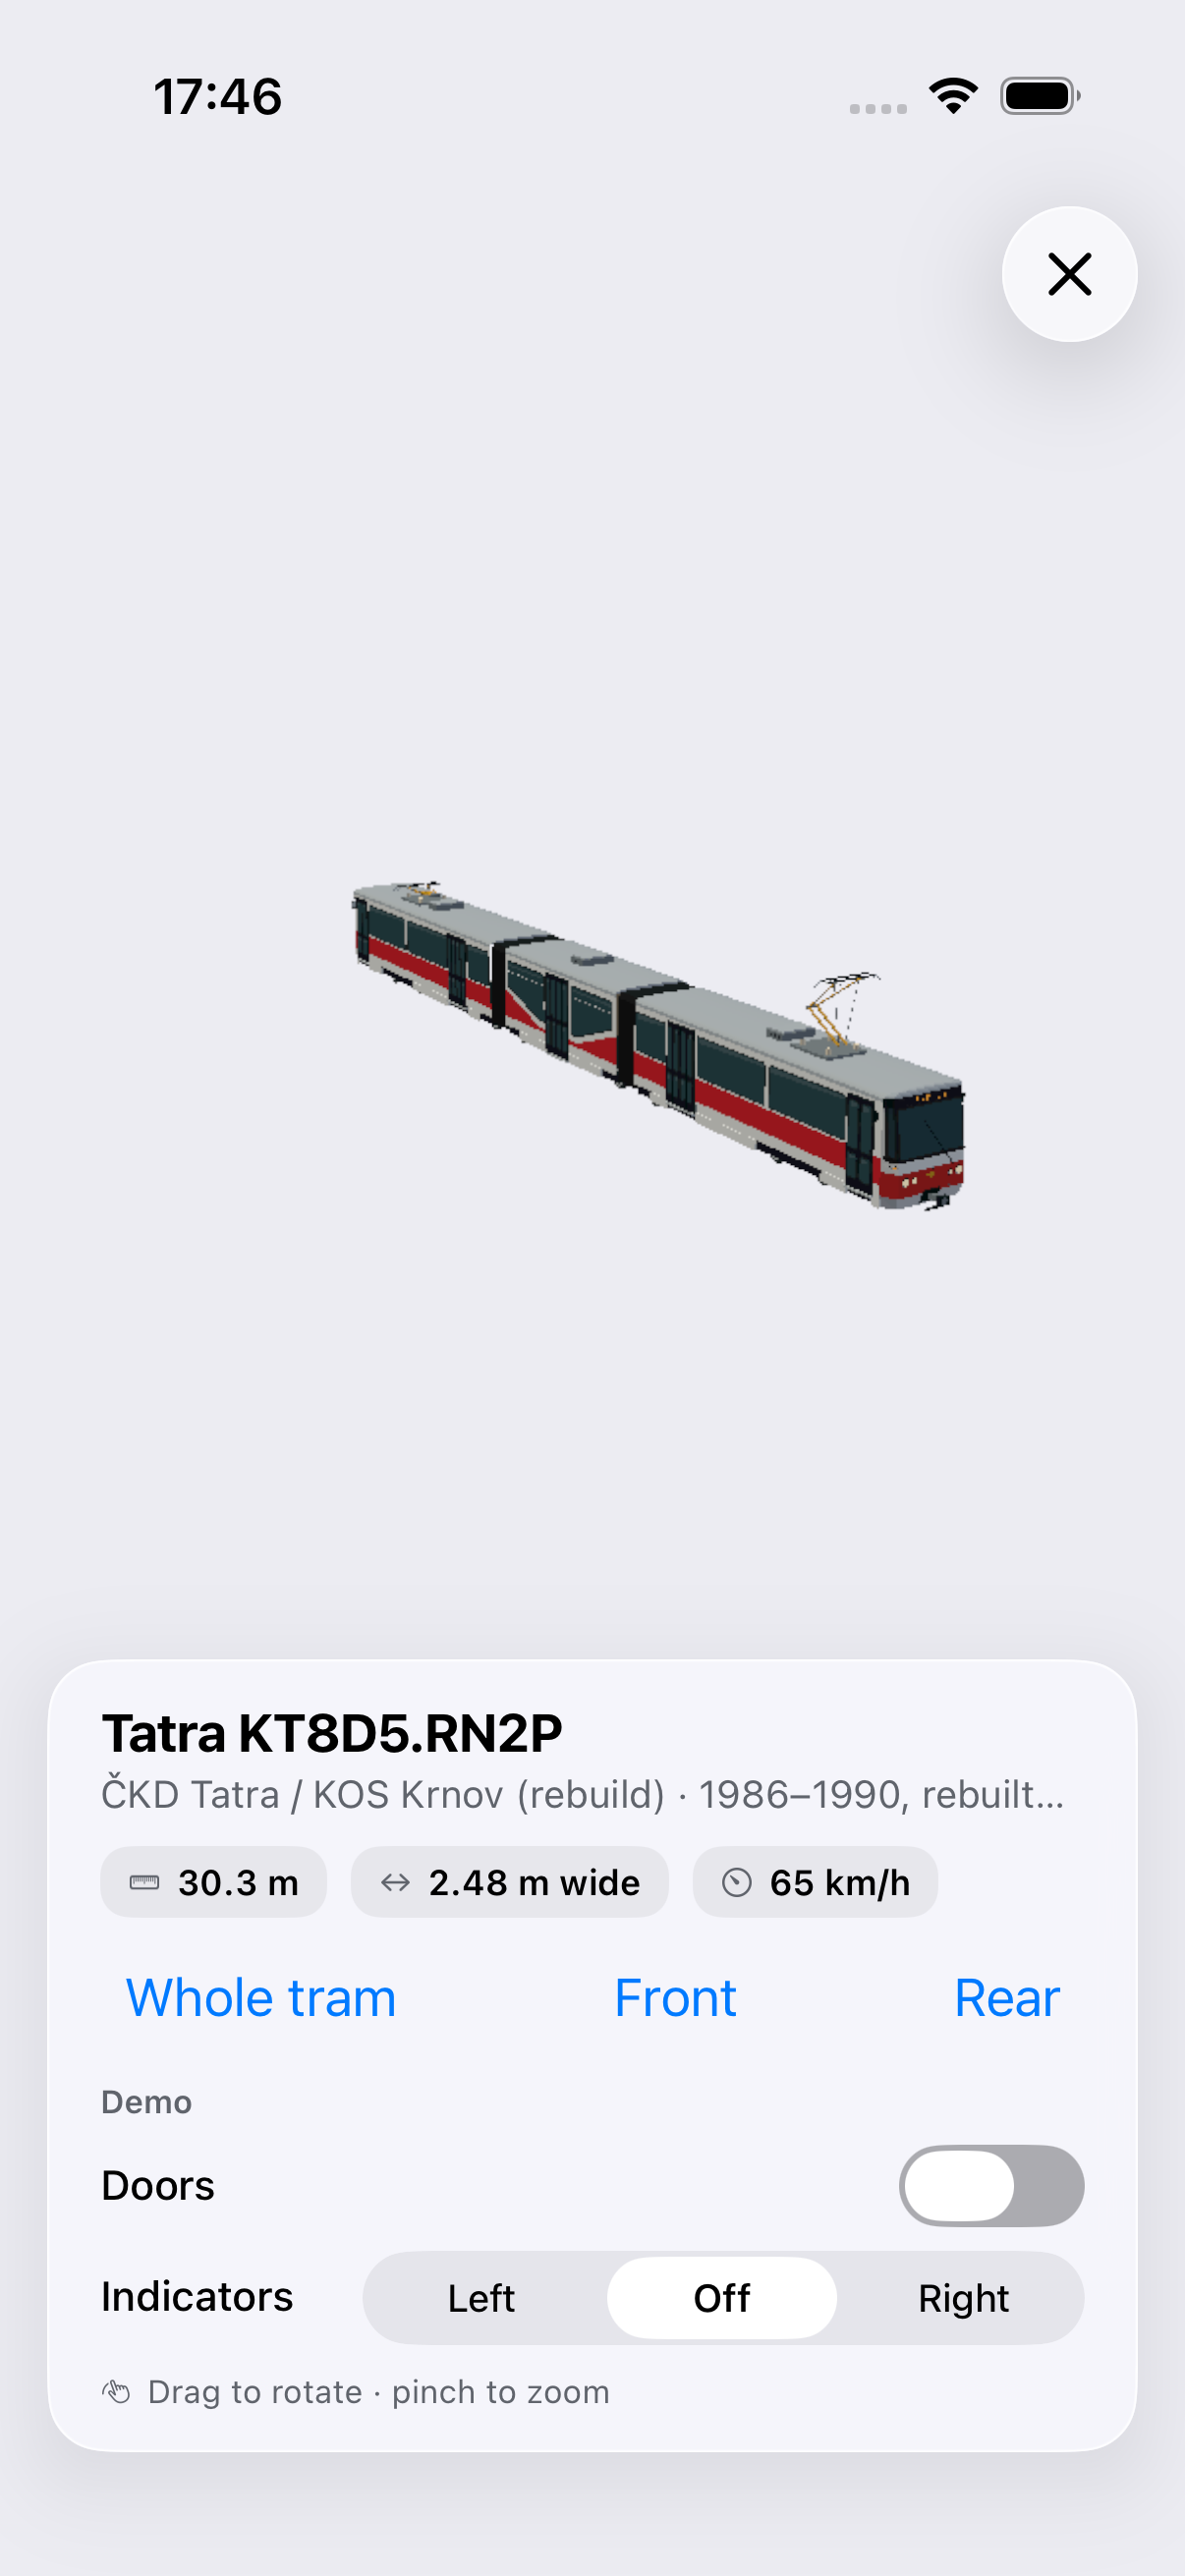 17:46
Tatra KT8D5.RN2P
ČKD Tatra / KOS Krnov (rebuild) · 1986–1990, rebuilt...
30.3 m 2.48 m wide 65 km/h
Whole tram Front Rear
Demo
Doors
Indicators Left Off Right
Drag to rotate · pinch to zoom